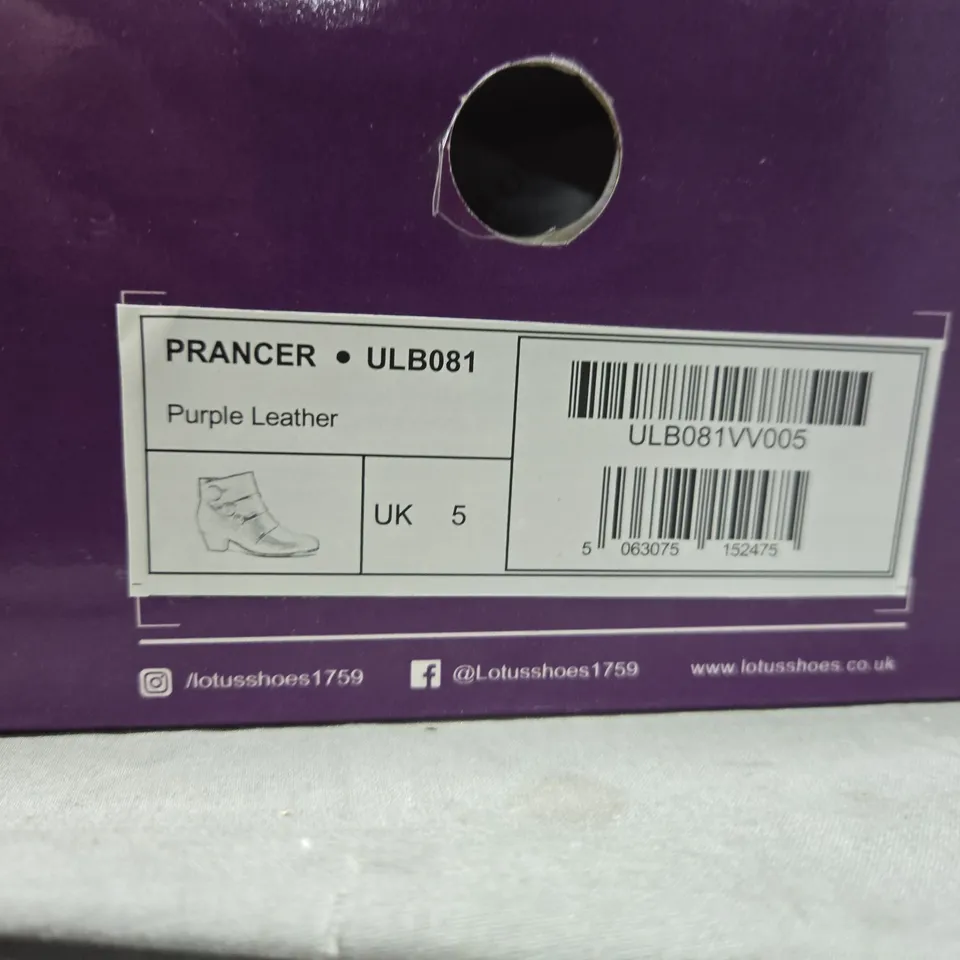 PRANCER • ULB081
Purple Leather
UK 5
ULB081VV005
5 063075 152475
/lotusshoes1759
@Lotusshoes1759
www.lotusshoes.co.uk